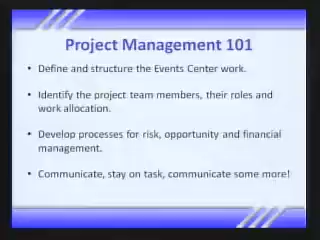 Project Management 101
• Define and structure the Events Center work.
• Identify the project team members, their roles and
work allocation.
• Develop processes for risk, opportunity and financial
management.
• Communicate, stay on task, communicate some more!